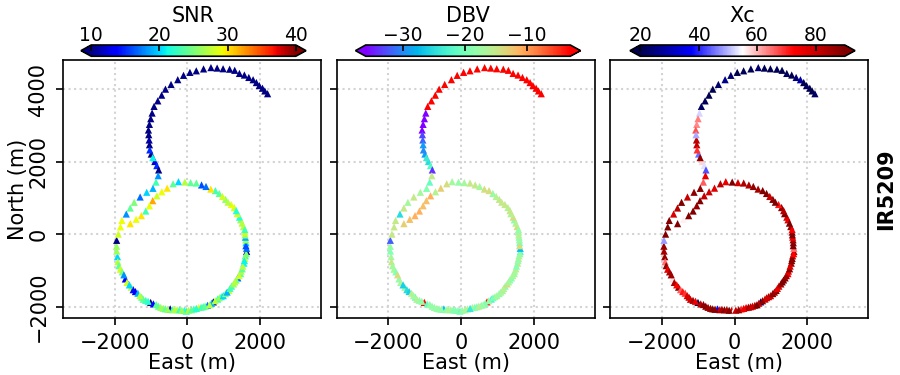 SNR DBV Xc
10 20 30 40 −30 −20 −10 20 40 60 80
4000
2000
0
−2000
North (m)
IR5209
−2000 0 2000 −2000 0 2000 −2000 0 2000
East (m) East (m) East (m)